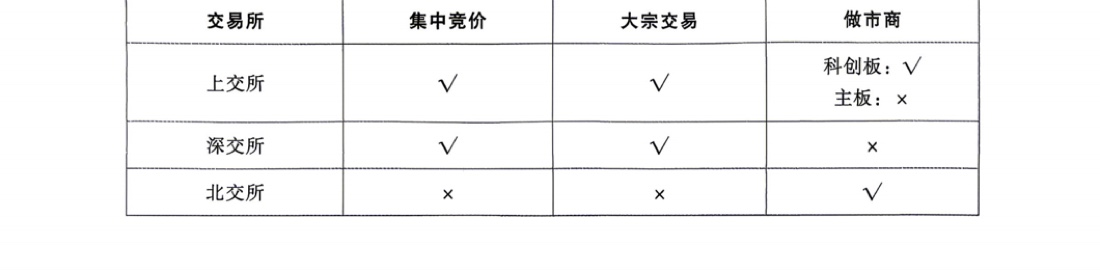 交易所 集中竞价 大宗交易 做市商
上交所 √ √ 科创板：√
主板：×
深交所 √ √ ×
北交所 × × √